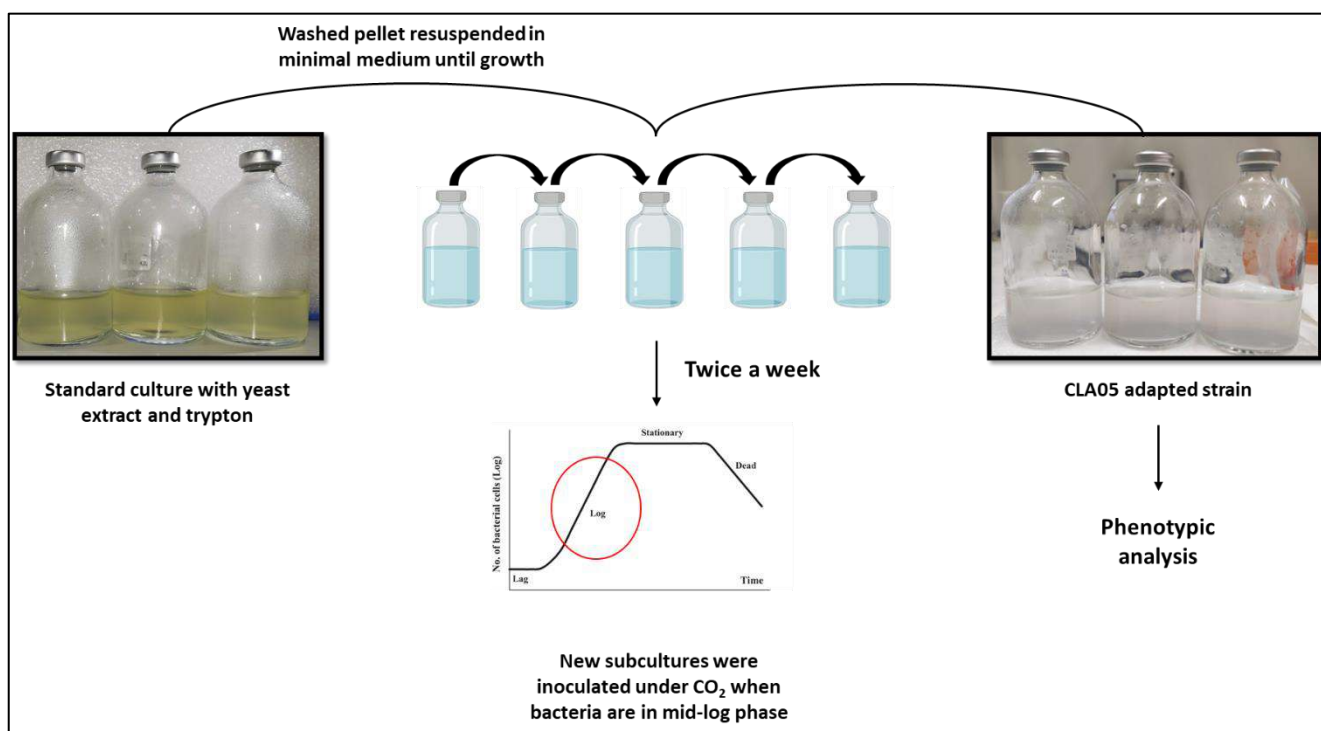 Washed pellet resuspended in
minimal medium until growth
Standard culture with yeast
extract and trypton
Twice a week
CLA05 adapted strain
No. of bacterial cells (Log)
Stationary
Dead
Log
Lag
Time
Phenotypic
analysis
New subcultures were
inoculated under CO₂ when
bacteria are in mid-log phase